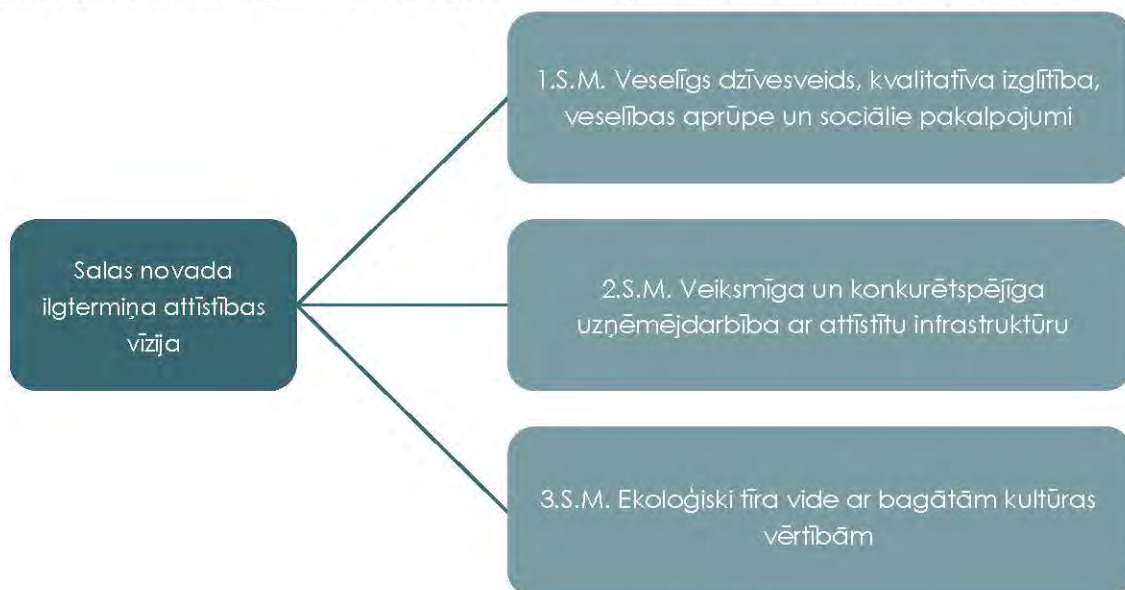 1.S.M. Veselīgs dzīvesveids, kvalitatīva izglītība,
veselības aprūpe un sociālie pakalpojumi
Salas novada
ilgtermiņa attīstības
vīzija
2.S.M. Veiksmīga un konkurētspējīga
uzņēmējdarbība ar attīstītu infrastruktūru
3.S.M. Ekoloģiski tīra vide ar bagātām kultūras
vērtībām